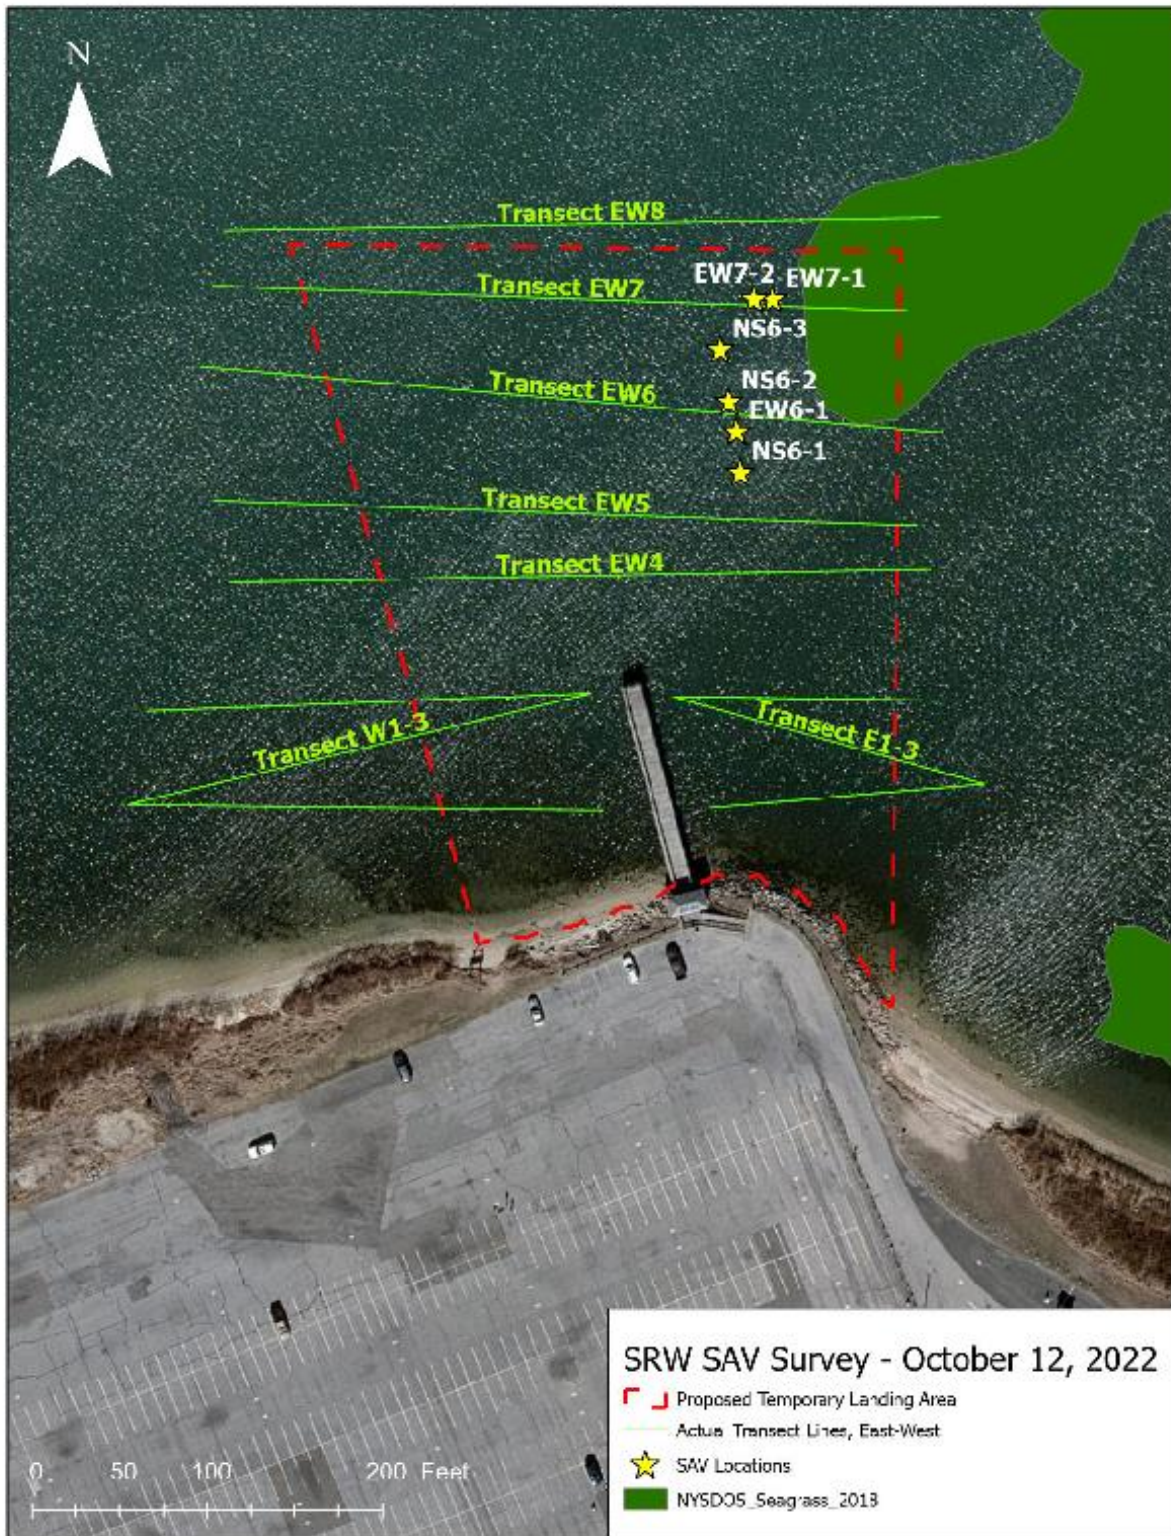 N
Transect EW8
EW7-2 EW7-1
Transect EW7
NS6-3
NS6-2
Transect EW6
EW6-1
NS6-1
Transect EW5
Transect EW4
Transect W1-3
Transect E1-3
SRW SAV Survey - October 12, 2022
Proposed Temporary Landing Area
Actua Transect Lines, East-West
SAV Locations
NYSDOS_Seagrass_2018
0 50 100 200 Feet